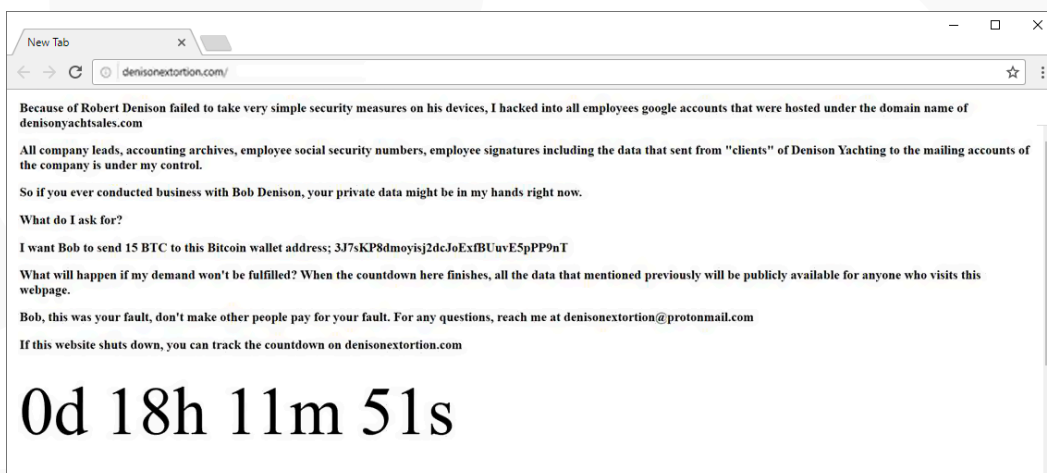 New Tab
denisonextortion.com/
Because of Robert Denison failed to take very simple security measures on his devices, I hacked into all employees google accounts that were hosted under the domain name of
denisonyachtsales.com
All company leads, accounting archives, employee social security numbers, employee signatures including the data that sent from "clients" of Denison Yachting to the mailing accounts of
the company is under my control.
So if you ever conducted business with Bob Denison, your private data might be in my hands right now.
What do I ask for?
I want Bob to send 15 BTC to this Bitcoin wallet address; 3J7sKP8dmoyisj2dcJoExfBUuvE5pPP9nT
What will happen if my demand won't be fulfilled? When the countdown here finishes, all the data that mentioned previously will be publicly available for anyone who visits this
webpage.
Bob, this was your fault, don't make other people pay for your fault. For any questions, reach me at denisonextortion@protonmail.com
If this website shuts down, you can track the countdown on denisonextortion.com
0d 18h 11m 51s